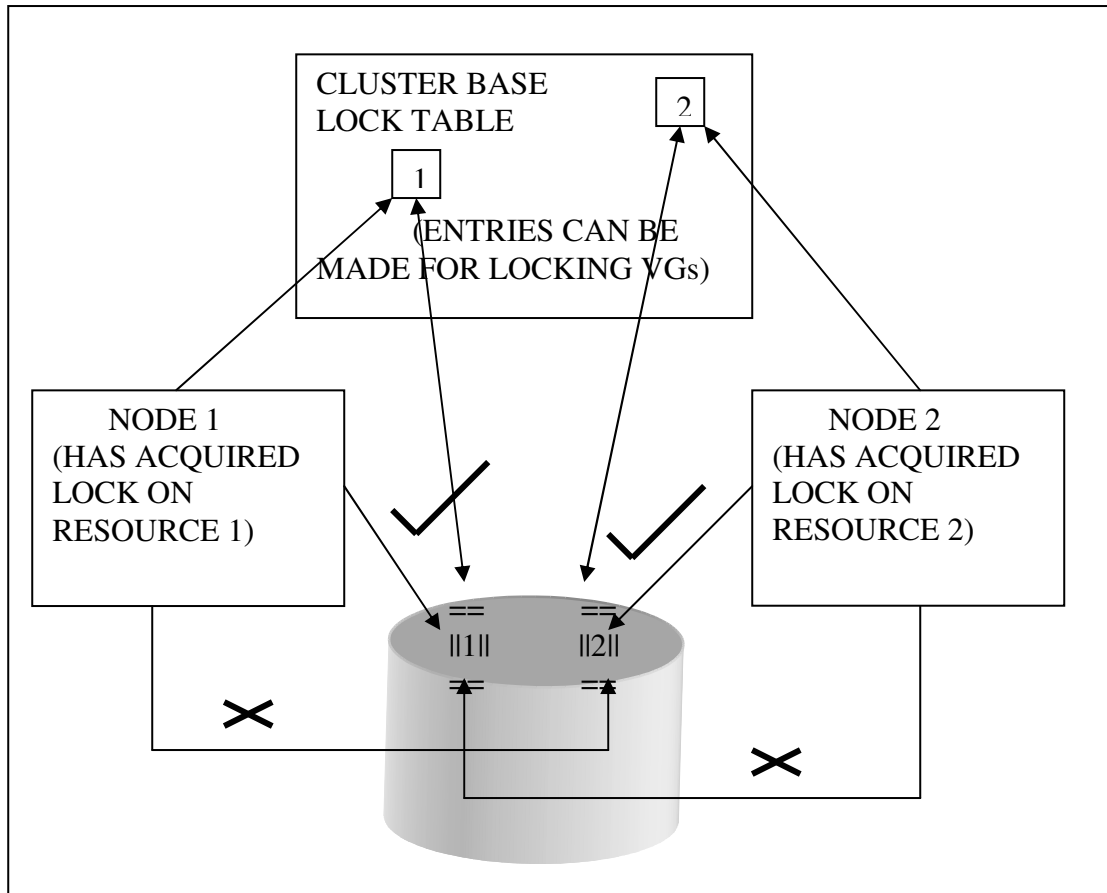 CLUSTER BASE
LOCK TABLE
2
1
(ENTRIES CAN BE
MADE FOR LOCKING VGs)
NODE 1
(HAS ACQUIRED
LOCK ON
RESOURCE 1)
NODE 2
(HAS ACQUIRED
LOCK ON
RESOURCE 2)
== ==
||1|| ||2||
== ==